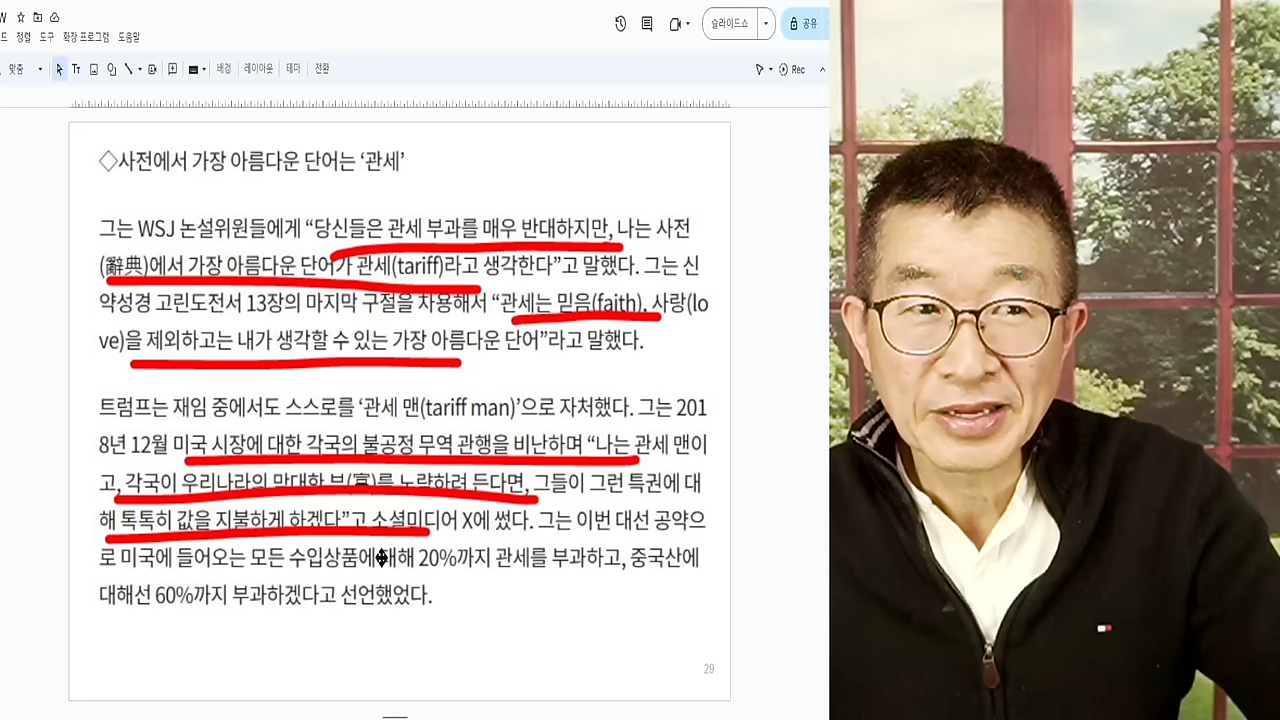 정렬 도구 확장 프로그램 도움말
슬라이드쇼
공유
맞춤
배경 레이아웃 테마 전환
Rec
◇사전에서 가장 아름다운 단어는 ‘관세’
그는 WSJ 논설위원들에게 “당신들은 관세 부과를 매우 반대하지만, 나는 사전
(辭典)에서 가장 아름다운 단어가 관세(tariff)라고 생각한다”고 말했다. 그는 신
약성경 고린도전서 13장의 마지막 구절을 차용해서 “관세는 믿음(faith), 사랑(lo
ve)을 제외하고는 내가 생각할 수 있는 가장 아름다운 단어”라고 말했다.
트럼프는 재임 중에서도 스스로를 ‘관세 맨(tariff man)’으로 자처했다. 그는 201
8년 12월 미국 시장에 대한 각국의 불공정 무역 관행을 비난하며 “나는 관세 맨이
고, 각국이 우리나라의 막대한 부(富)를 노략하려 든다면, 그들이 그런 특권에 대
해 톡톡히 값을 지불하게 하겠다”고 소셜미디어 X에 썼다. 그는 이번 대선 공약으
로 미국에 들어오는 모든 수입상품에 대해 20%까지 관세를 부과하고, 중국산에
대해선 60%까지 부과하겠다고 선언했었다.
29